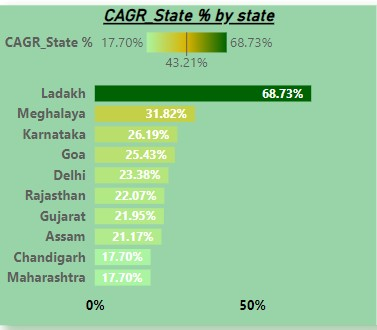 CAGR_State % by state
CAGR_State % 17.70% 68.73%
43.21%
Ladakh 68.73%
Meghalaya 31.82%
Karnataka 26.19%
Goa 25.43%
Delhi 23.38%
Rajasthan 22.07%
Gujarat 21.95%
Assam 21.17%
Chandigarh 17.70%
Maharashtra 17.70%
0% 50%